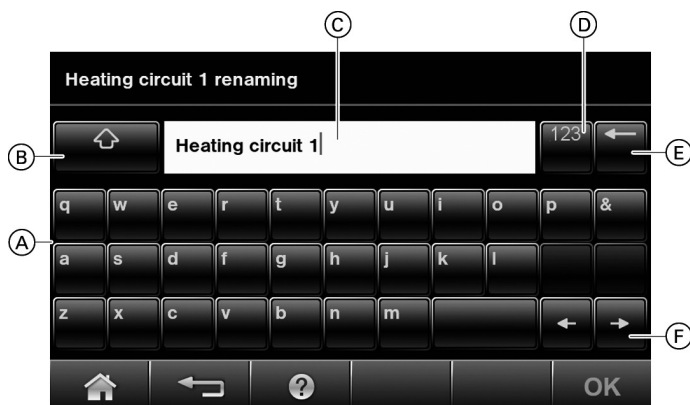 C D
Heating circuit 1 renaming
B Heating circuit 1 123 E
q w e r t y u i o p &
A
a s d f g h j k l
z x c v b n m
F
? OK